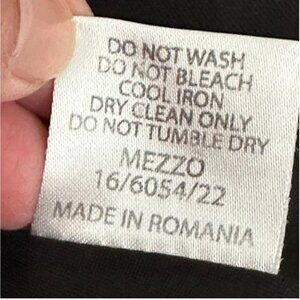 DO NOT WASH
DO NOT BLEACH
COOL IRON
DRY CLEAN ONLY
DO NOT TUMBLE DRY
MEZZO
16/6054/22
MADE IN ROMANIA